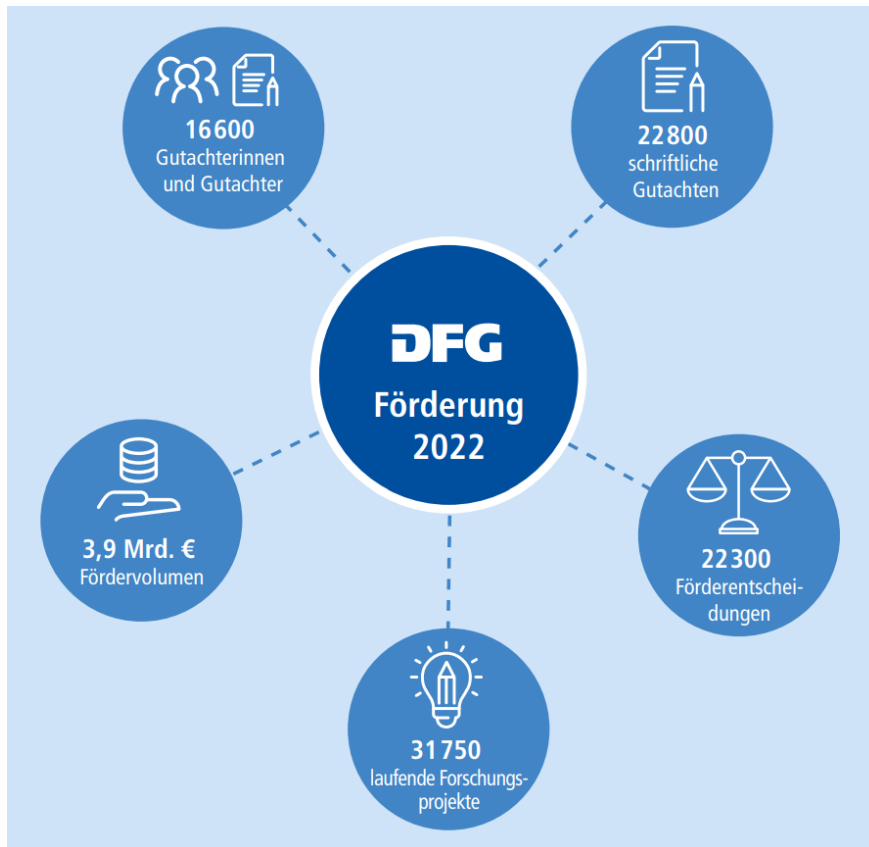 16600
Gutachterinnen
und Gutachter
22800
schriftliche
Gutachten
DFG
Förderung
2022
3,9 Mrd. €
Fördervolumen
22300
Förderentschei-
dungen
31750
laufende Forschungs-
projekte